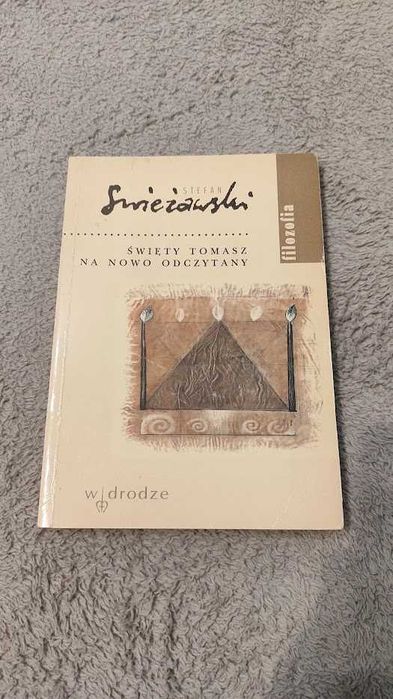 STEFAN
Swieżawski
ŚWIĘTY TOMASZ
NA NOWO ODCZYTANY
filozofia
w drodze